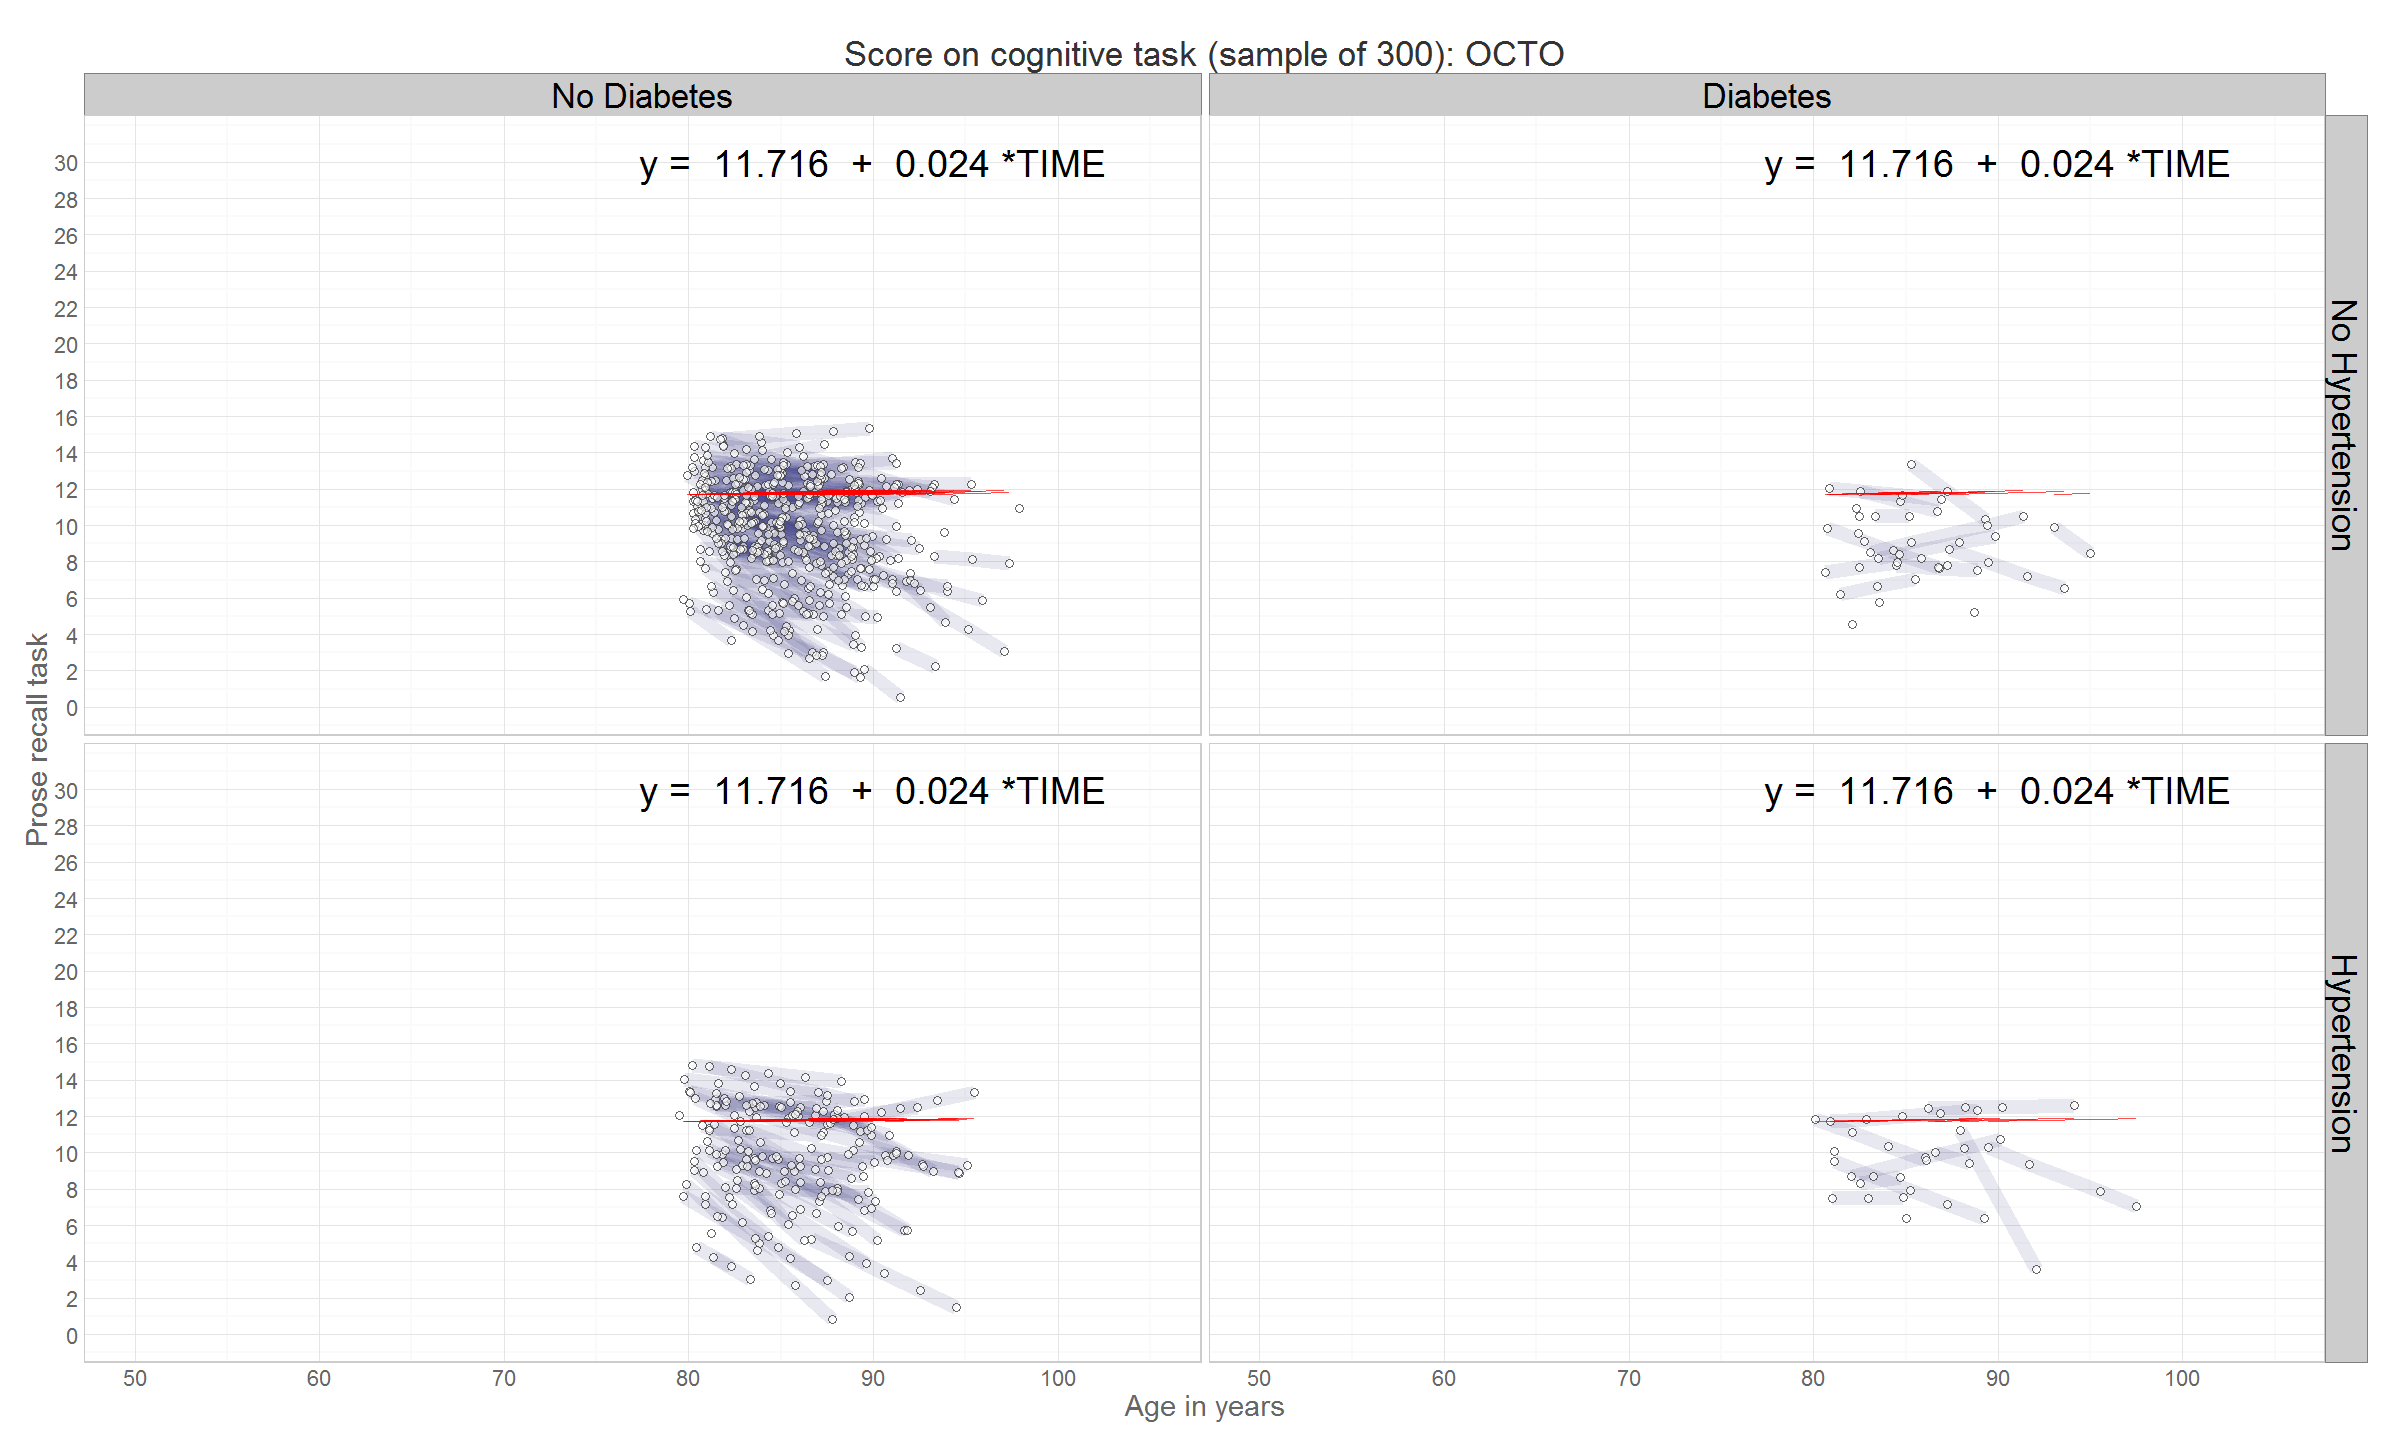 Score on cognitive task (sample of 300): OCTO
No Diabetes
Diabetes
y = 11.716 + 0.024 *TIME
y = 11.716 + 0.024 *TIME
No Hypertension
30
28
26
24
22
20
18
16
14
12
10
8
6
4
2
0
Prose recall task
y = 11.716 + 0.024 *TIME
y = 11.716 + 0.024 *TIME
Hypertension
30
28
26
24
22
20
18
16
14
12
10
8
6
4
2
0
50 60 70 80 90 100 50 60 70 80 90 100
Age in years